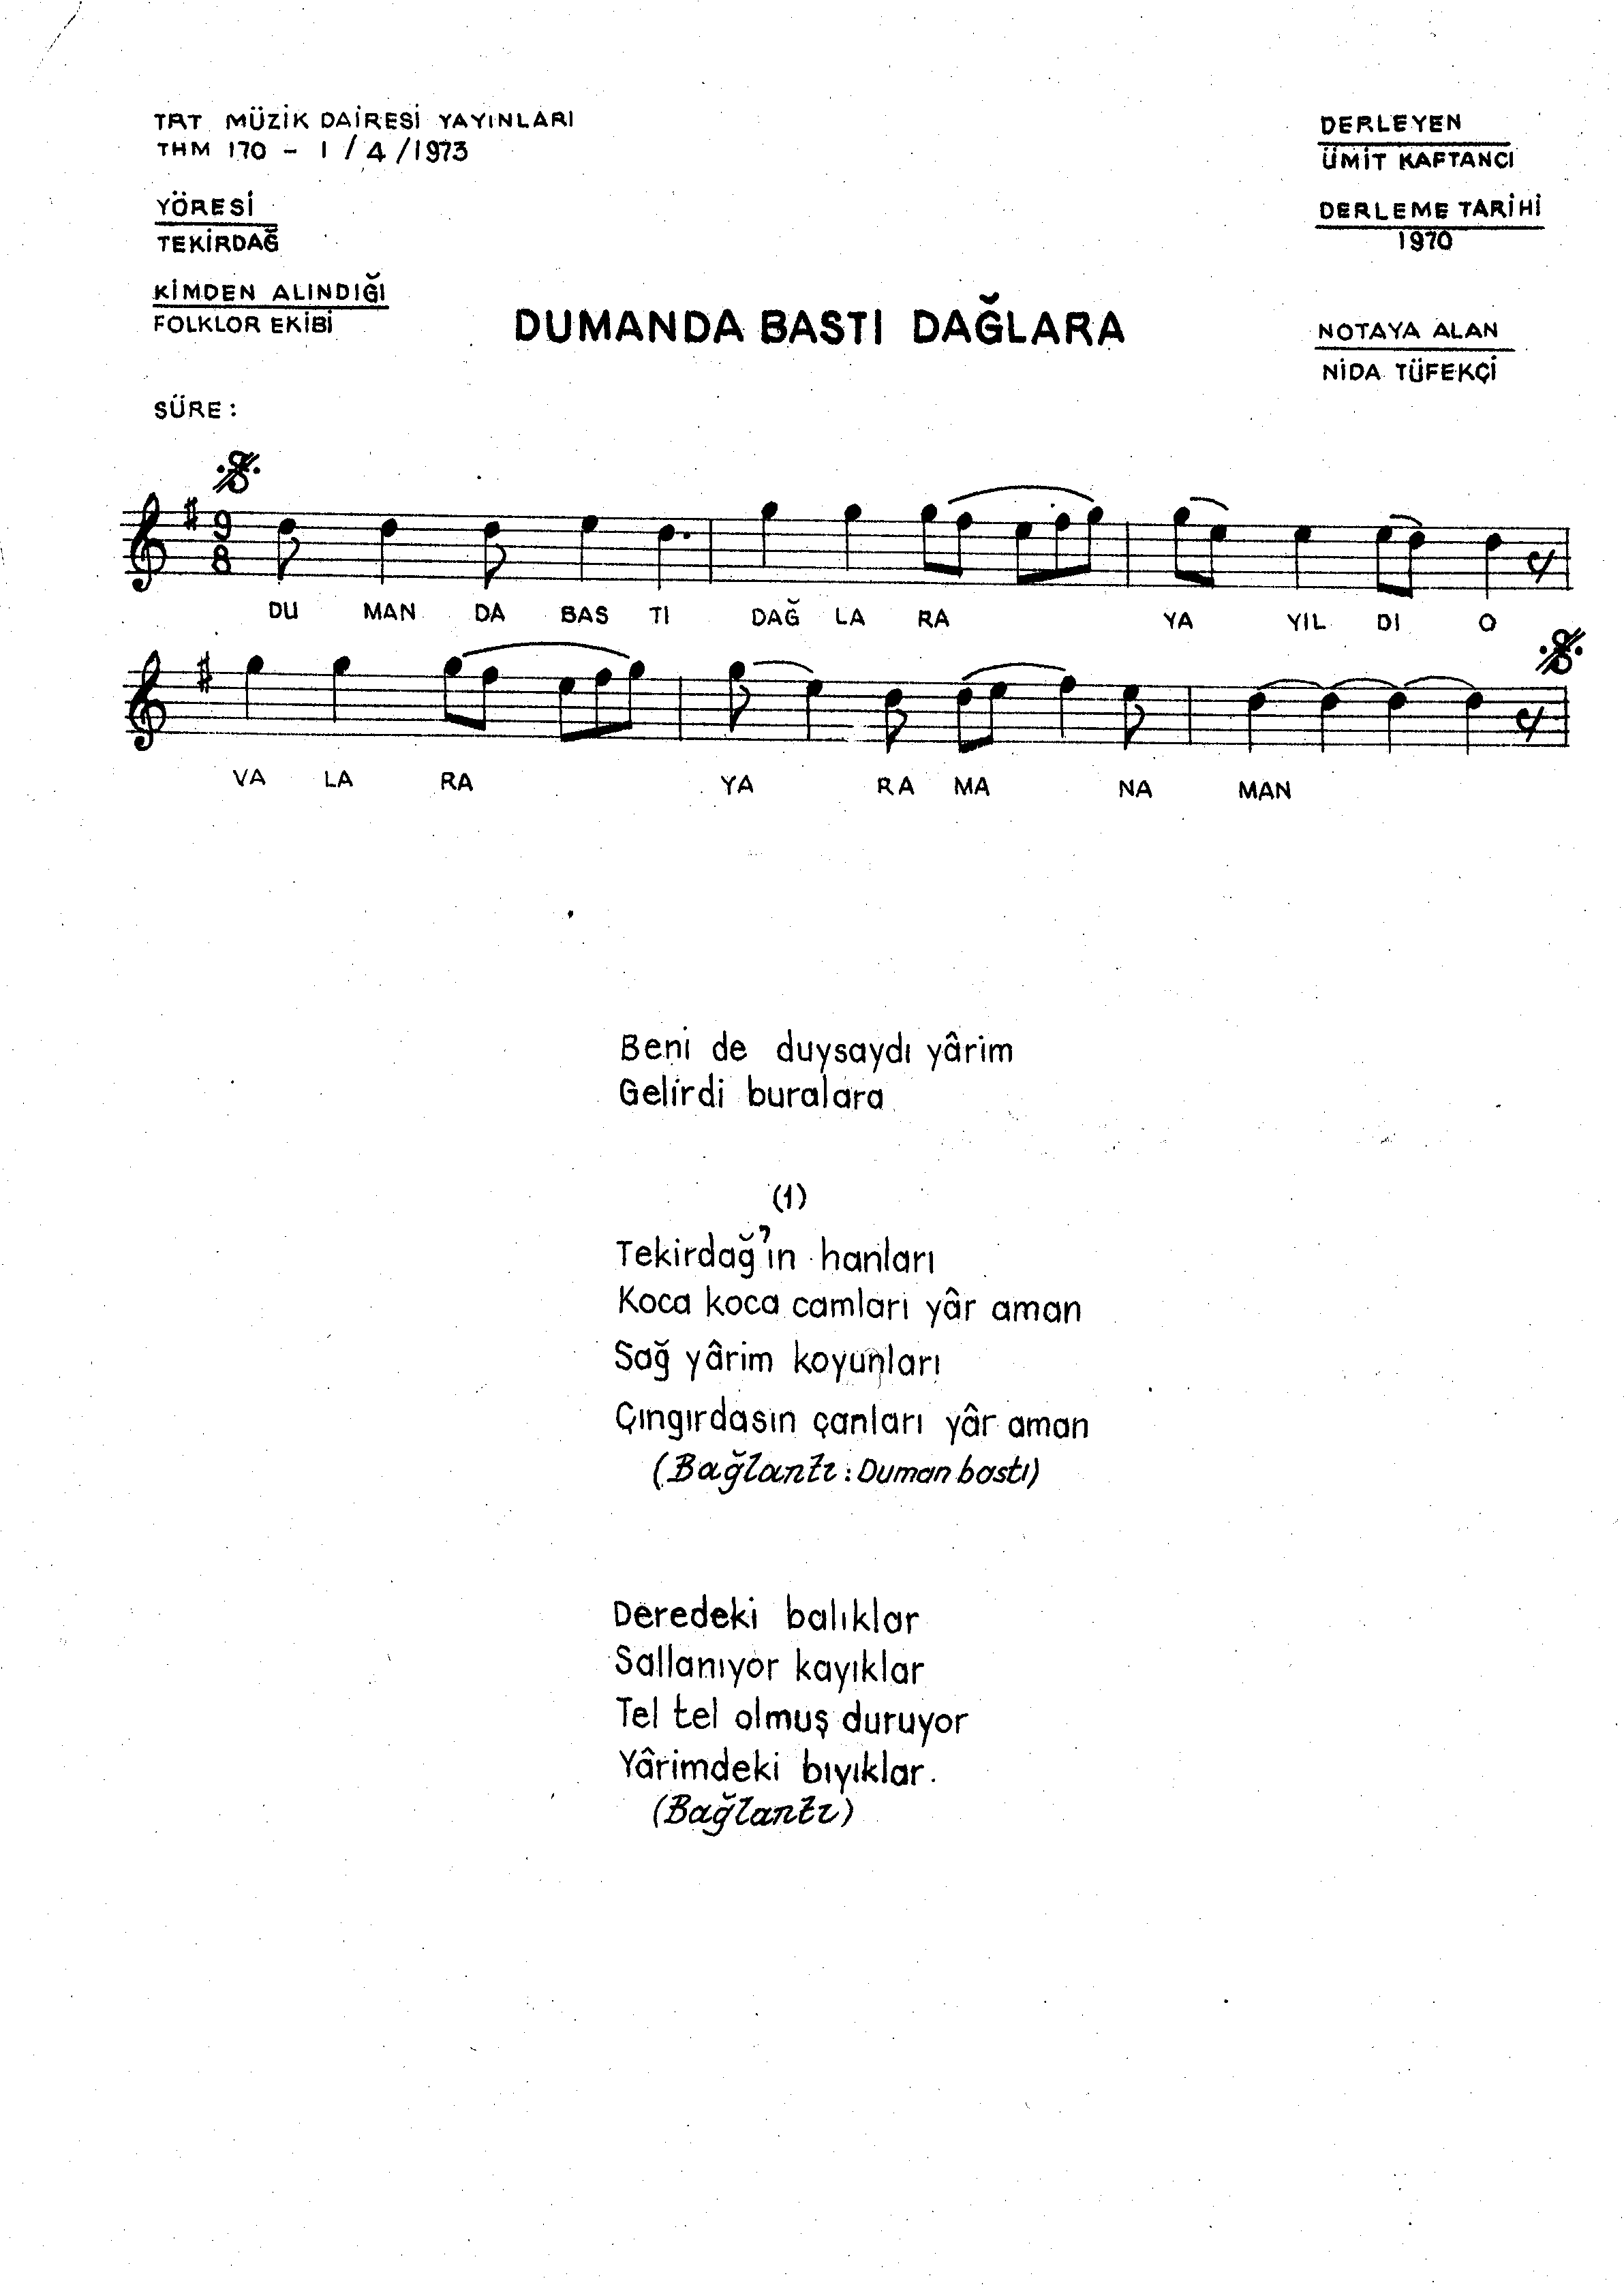 TRT MÜZİK DAİRESİ YAYINLARI
THM 170 - 1/4/1973
YÖRESİ
TEKİRDAĞ
KİMDEN ALINDIĞI
FOLKLOR EKİBİ
SÜRE:
DUMANDA BASTI DAĞLARA
DERLEYEN
ÜMİT KAFTANCI
DERLEME TARİHİ
1970
NOTAYA ALAN
NİDA TÜFEKÇİ
9
8
DU MAN DA BAS TI DAĞ LA RA YA YIL DI O
VA LA RA YA RA MA NA MAN
Beni de duysaydı yârim
Gelirdi buralara
(1)
Tekirdağ'ın hanları
Koca koca camları yâr aman
Sağ yârim koyunları
Çıngırdasın çanları yâr aman
(Bağlantı: Duman bastı)
Deredeki balıklar
Sallanıyor kayıklar
Tel tel olmuş duruyor
Yârimdeki bıyıklar.
(Bağlantı)